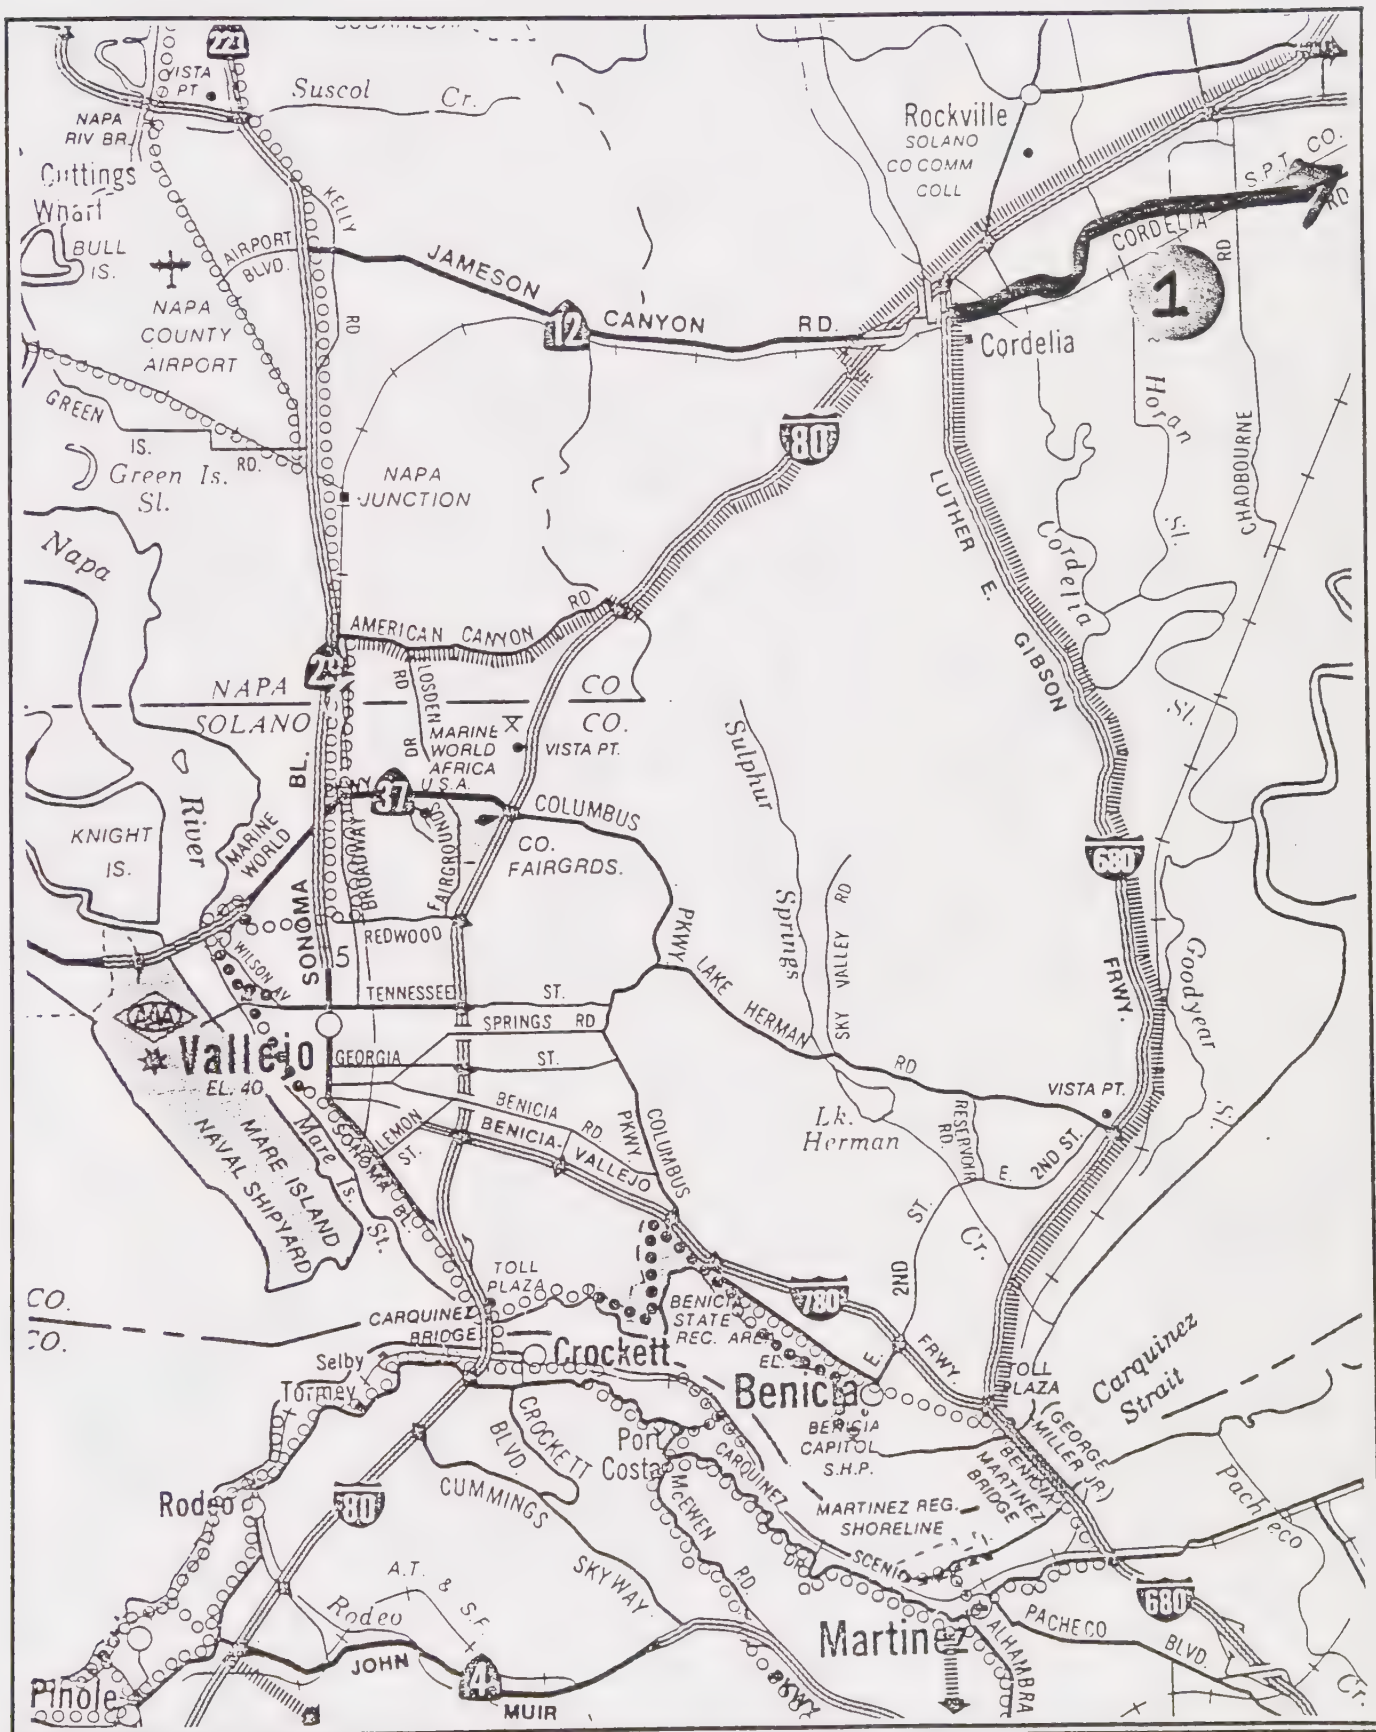 Suscol Cr.
VISTA
PT
NAPA
RIV BR.
Cuttings
Wharf
BULL
IS.
AIRPORT
BLVD.
KELLY
RD
NAPA
COUNTY
AIRPORT
JAMESON
12
CANYON RD.
Rockville
SOLANO
CO COMM
COLL
S.P.T. CO.
CORDELIA RD
RD
1
Cordelia
GREEN
IS.
RD.
Green Is.
Sl.
NAPA
JUNCTION
80
Horan
Sl.
CHADBOURNE
LUTHER E. GIBSON
Cordelia
Sl.
Napa
River
AMERICAN CANYON RD
29
FLOSDEN
RD
NAPA CO
SOLANO CO.
MARINE
WORLD
AFRICA
U.S.A.
DR
VISTA PT.
BL.
37
COLUMBUS
CO.
FAIRGRDS.
KNIGHT
IS.
MARINE
WORLD
SONOMA
BROADWAY
REDWOOD
5
WILSON AV
TENNESSEE ST.
SPRINGS RD
GEORGIA ST.
PKWY
LAKE HERMAN RD
Sulphur
Springs
SKY VALLEY RD
680
FRWY.
Goodyear
Sl.
VISTA PT.
AAA
Vallejo
EL. 40
MARE ISLAND
NAVAL SHIPYARD
Mare Is. St.
SONOMA BL.
LEMON
ST.
BENICIA RD.
BENICIA-VALLEJO
COLUMBUS
PKWY.
Lk.
Herman
RESERVOIR
RD.
E. 2ND ST.
Cr.
ST.
2ND
E.
TOLL
PLAZA
CO.
CO.
CARQUINEZ
BRIDGE
BENICIA
STATE
REC. AREA
EL.
780
FRWY.
Selby
Tormey
Crockett
Benicia
TOLL
PLAZA
Carquinez
Strait
(GEORGE
MILLER JR.)
BENICIA
MARTINEZ
BRIDGE
BENICIA
CAPITOL
S.H.P.
CROCKETT
BLVD.
Port
Costa
CARQUINEZ
SCENIC
DR
McEWEN
RD.
CUMMINGS
SKYWAY
Rodeo
80
MARTINEZ REG.
SHORELINE
Pacheco
Cr.
A.T. &
S.F.
Rodeo
JOHN
4
MUIR
PKWY
Martinez
ALHAMBRA
PACHECO
BLVD.
680
Pinole